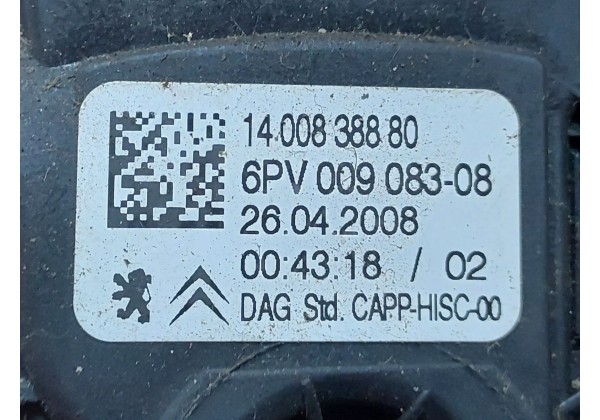 14 008 388 80
6PV 009 083-08
26.04.2008
00:43:18 / 02
DAG Std. CAPP-HISC-00